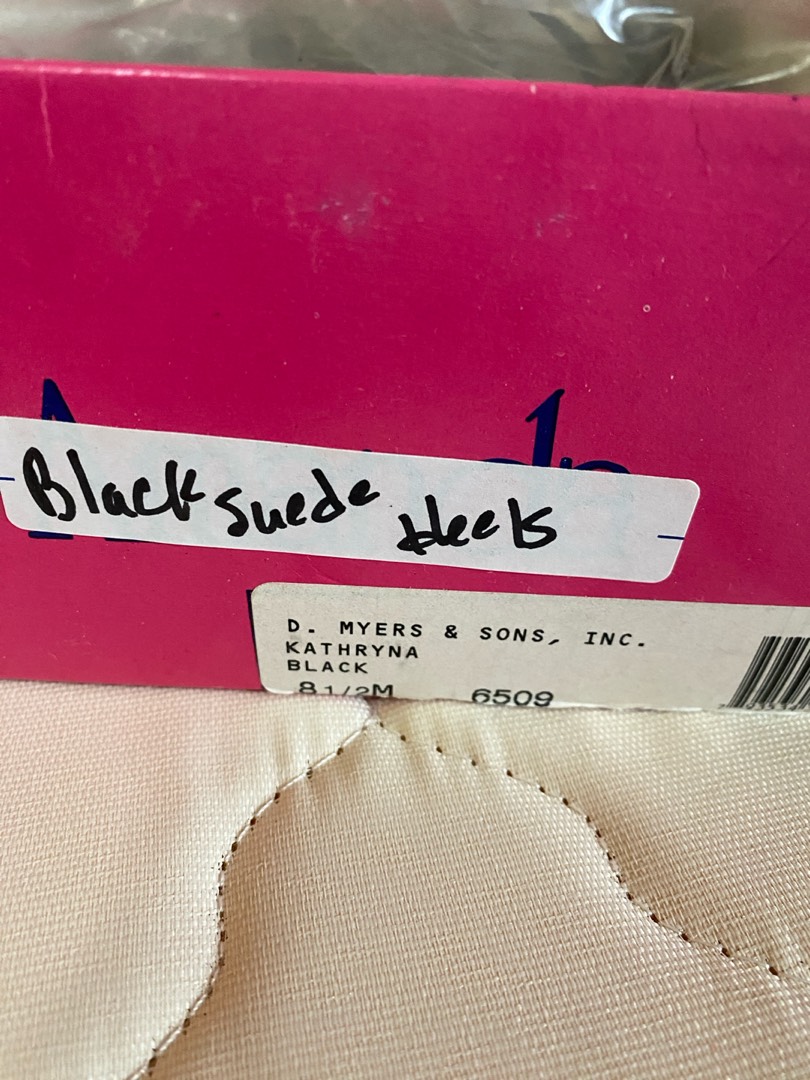 Black Suede Heels
D. MYERS & SONS, INC.
KATHRYNA
BLACK
8 1/2M 6509